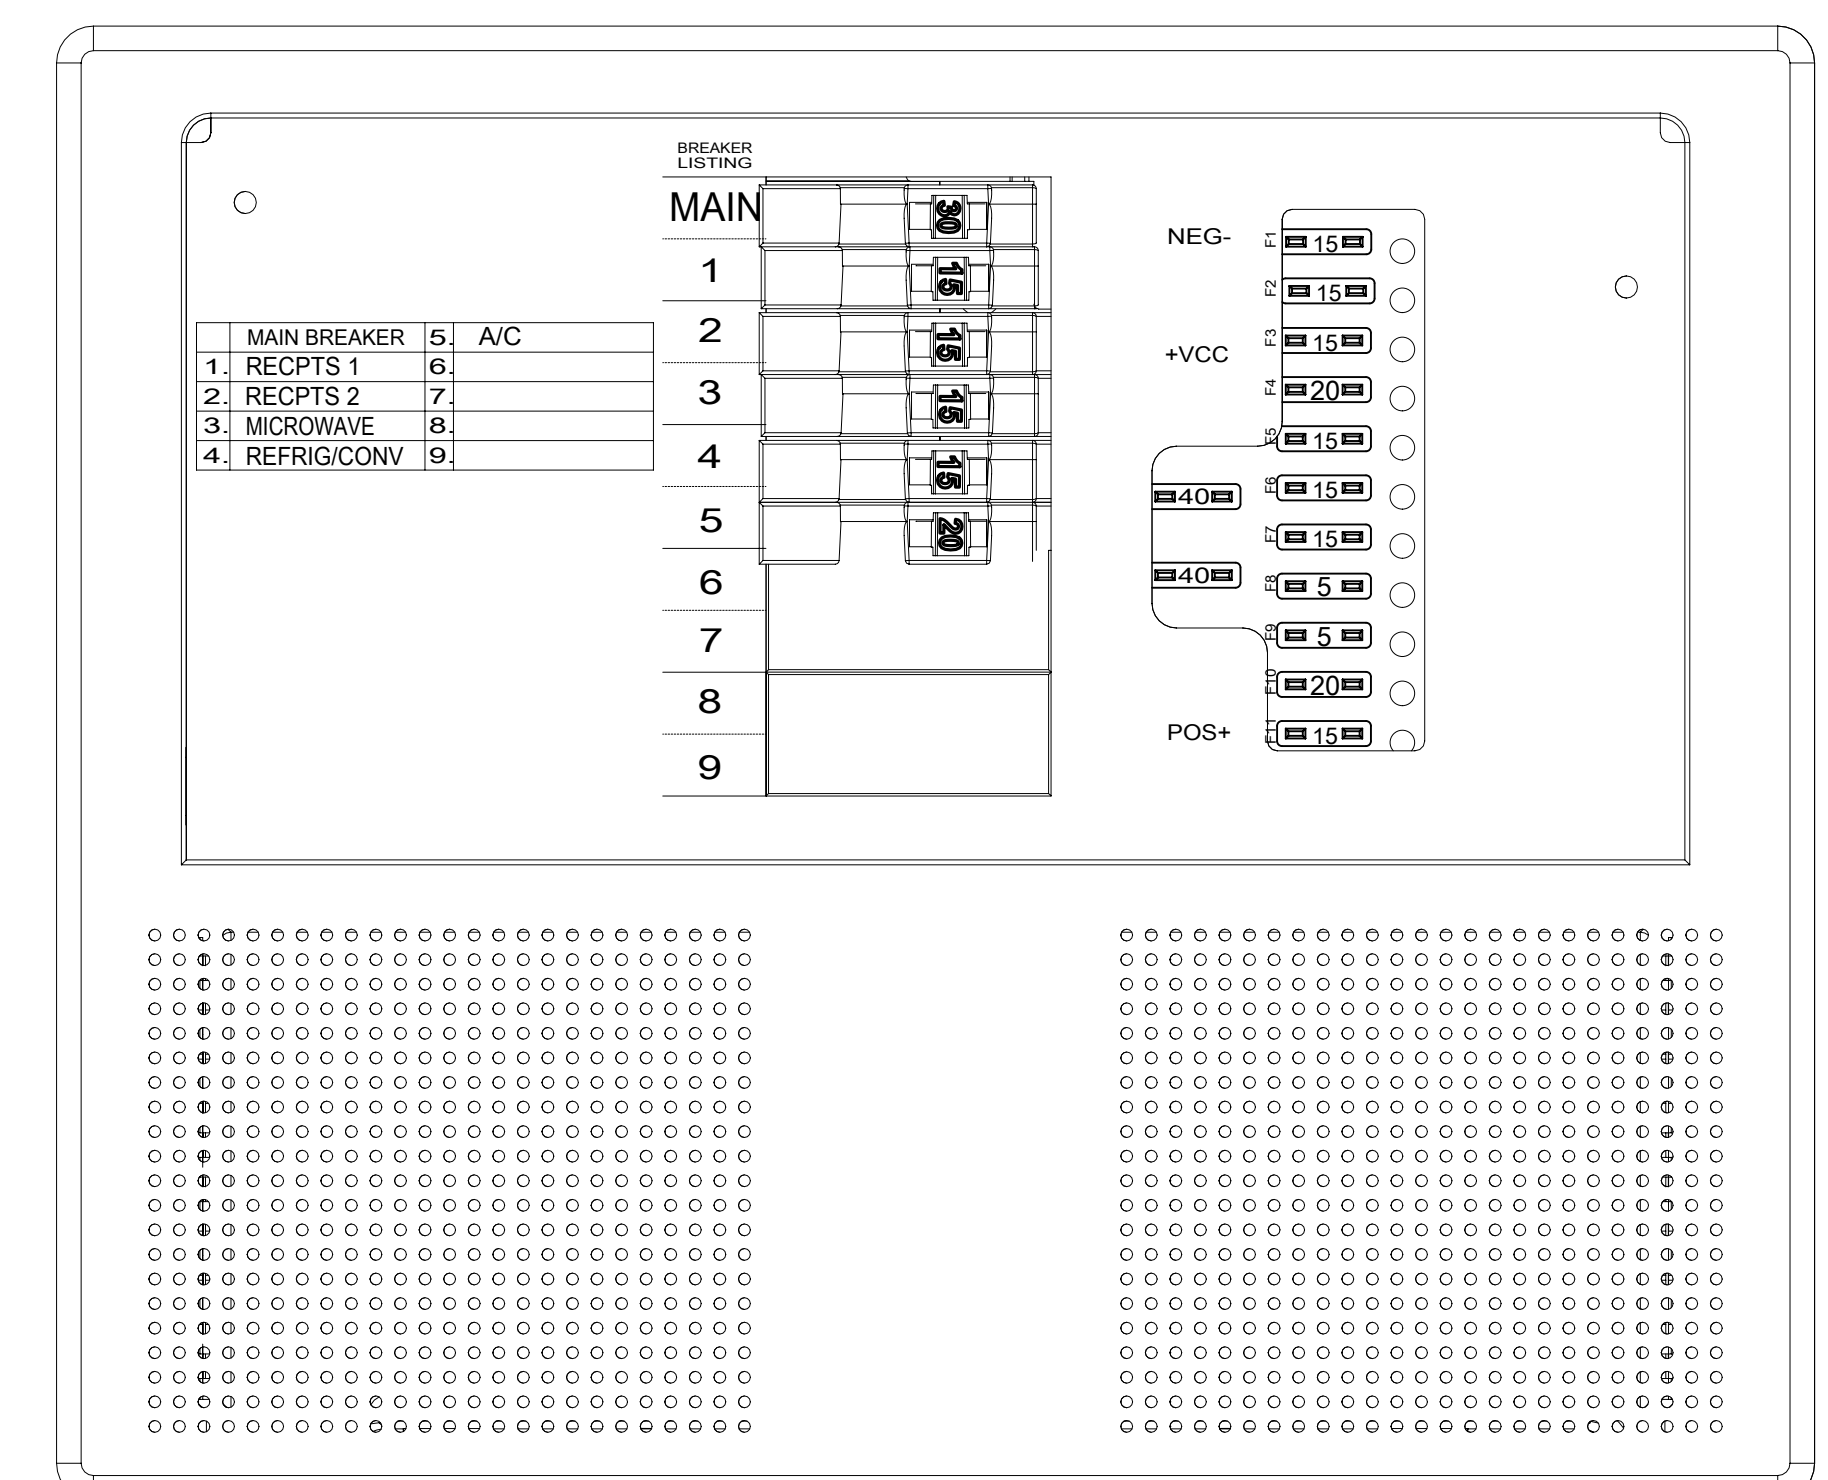 BREAKER
LISTING
MAIN 30
1 15
2 15
3 15
4 15
5 20
6
7
8
9
MAIN BREAKER 5. A/C
1. RECPTS 1 6.
2. RECPTS 2 7.
3. MICROWAVE 8.
4. REFRIG/CONV 9.
NEG-
+VCC
POS+
40
40
F1 15
F2 15
F3 15
F4 20
F5 15
F6 15
F7 15
F8 5
F9 5
F10 20
F11 15